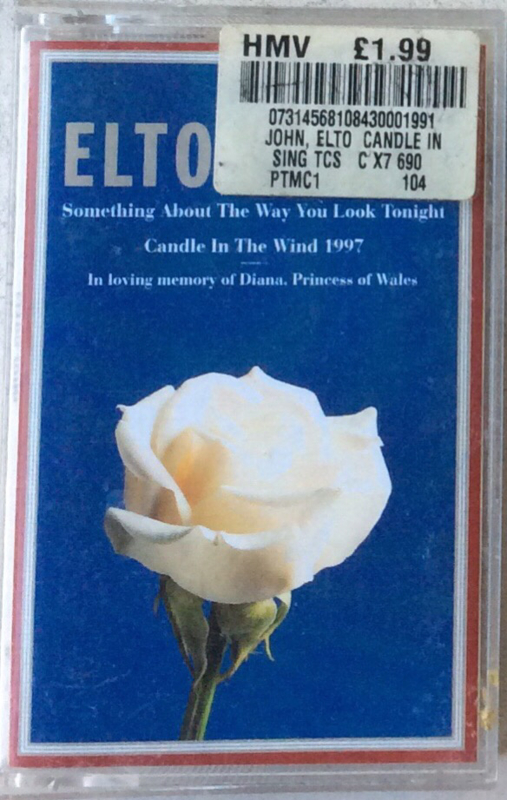 HMV £1.99
07314568108430001991
JOHN, ELTO CANDLE IN
SING TCS C X7 690
PTMC1 104
ELTO
Something About The Way You Look Tonight
Candle In The Wind 1997
In loving memory of Diana, Princess of Wales